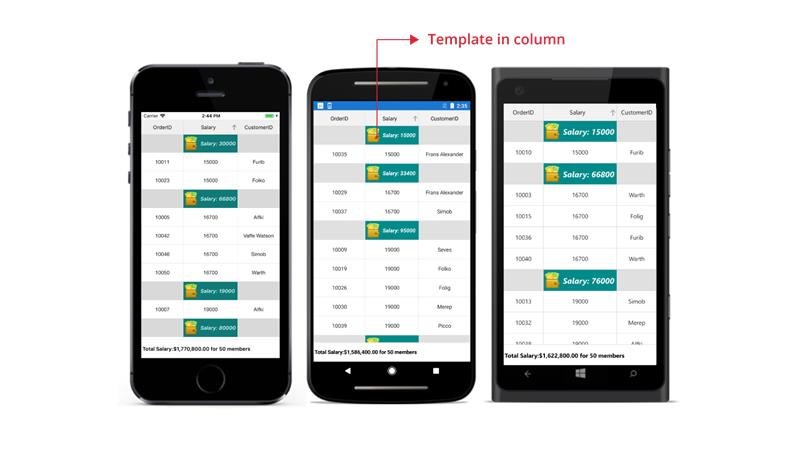 Template in column
Carrier 2:44 PM
OrderID Salary CustomerID
Salary: 30000
10011 15000 Furib
10023 15000 Folko
Salary: 66800
10005 16700 Alfki
10042 16700 Vaffe Watson
10046 16700 Simob
10050 16700 Warth
Salary: 19000
10007 19000 Alfki
Salary: 80000
Total Salary:$1,770,800.00 for 50 members
2:35
OrderID Salary CustomerID
Salary: 15000
10035 15000 Frans Alexander
Salary: 33400
10029 16700 Frans Alexander
10037 16700 Simob
Salary: 95000
10009 19000 Seves
10019 19000 Folko
10026 19000 Folig
10030 19000 Merep
10039 19000 Picco
Total Salary:$1,586,400.00 for 50 members
OrderID Salary CustomerID
Salary: 15000
10010 15000 Furib
Salary: 66800
10003 16700 Warth
10015 16700 Folig
10036 16700 Furib
10040 16700 Warth
Salary: 76000
10013 19000 Simob
10032 19000 Merep
10038 19000 Alfki
Total Salary:$1,622,800.00 for 50 members